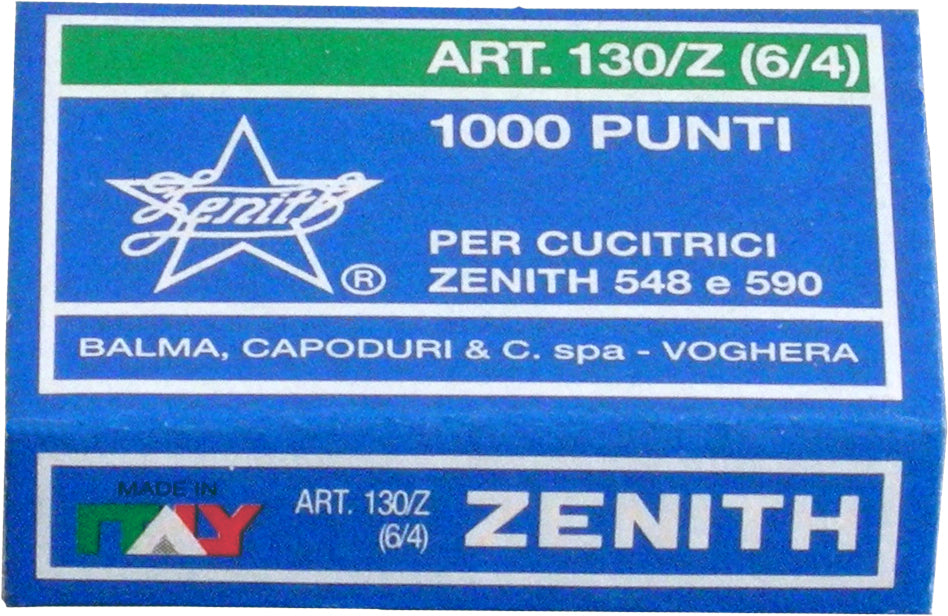 ART. 130/Z (6/4)
1000 PUNTI
Zenith
®
PER CUCITRICI
ZENITH 548 e 590
BALMA, CAPODURI & C. spa - VOGHERA
MADE IN
ITALY
ART. 130/Z
(6/4)
ZENITH